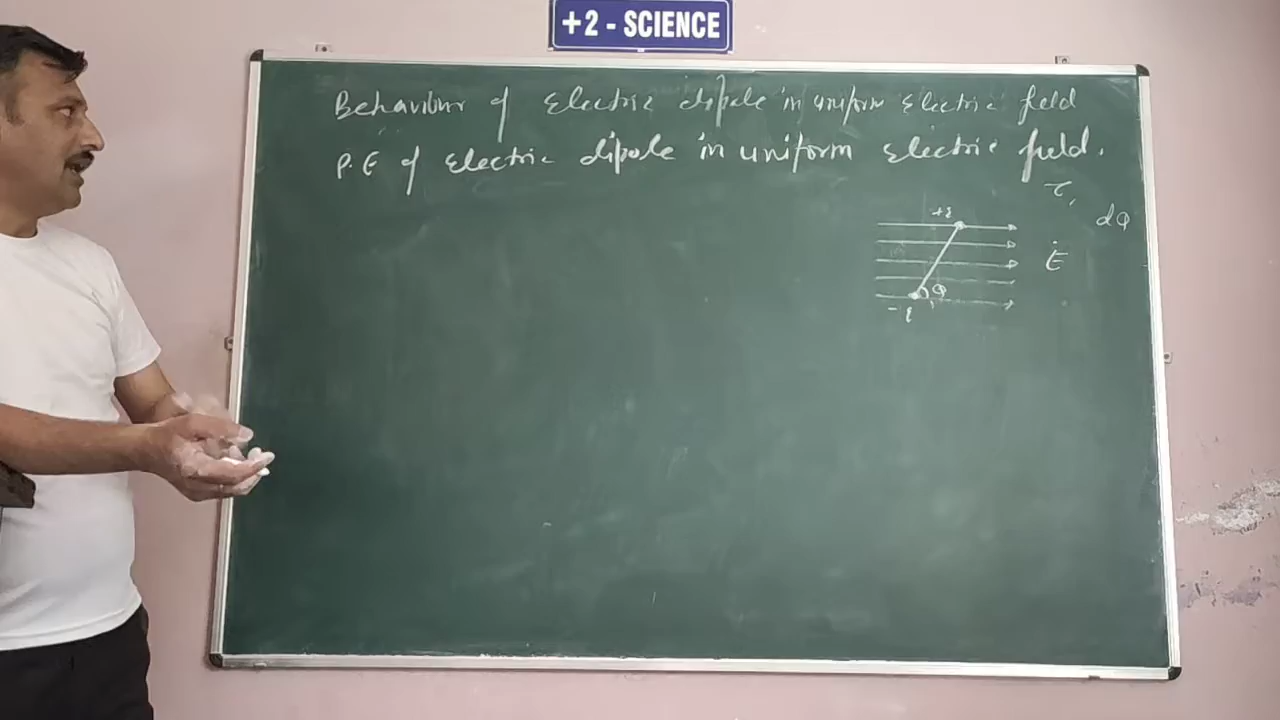 +2 - SCIENCE
Behaviour of electric dipole in uniform electric field
P.E of electric dipole in uniform electric field.
τ,
dθ
+q
E
θ
-q